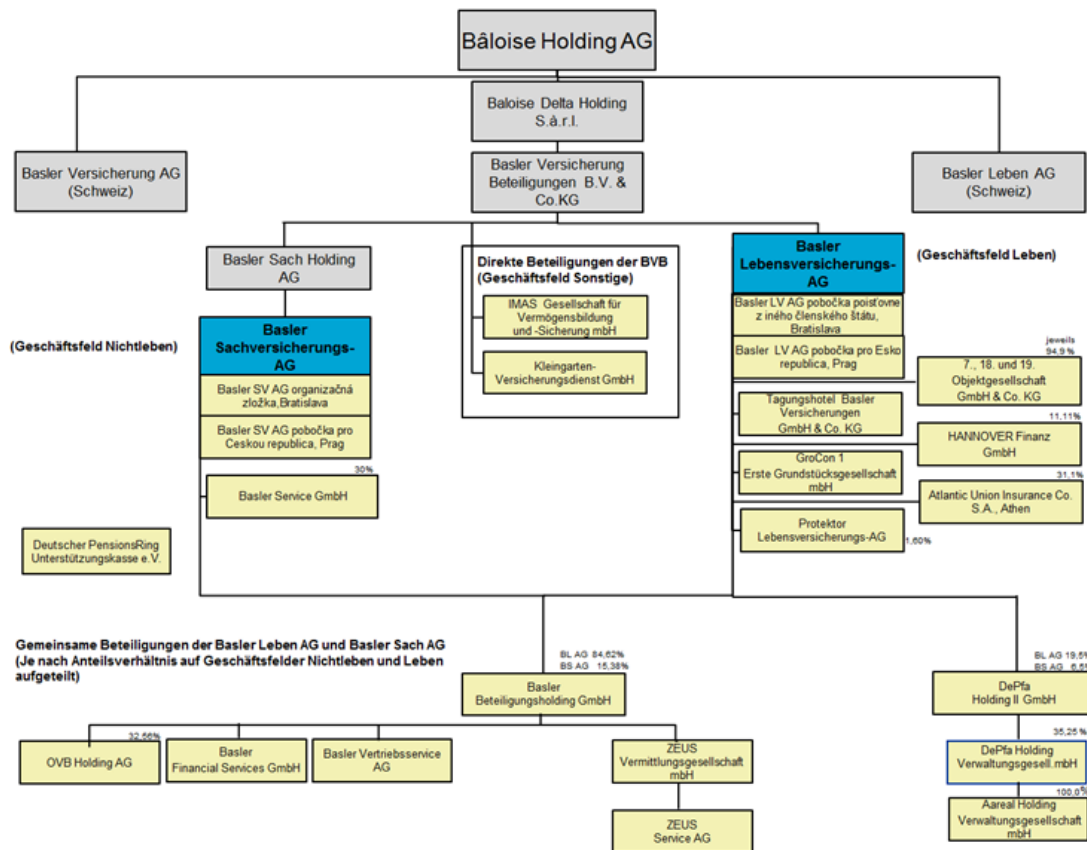 Bâloise Holding AG
Baloise Delta Holding
S.à.r.l.
Basler Versicherung AG
(Schweiz)
Basler Versicherung
Beteiligungen B.V. &
Co.KG
Basler Leben AG
(Schweiz)
Basler Sach Holding
AG
Direkte Beteiligungen der BVB
(Geschäftsfeld Sonstige)
IMAS Gesellschaft für
Vermögensbildung
und -Sicherung mbH
Kleingarten-
Versicherungsdienst GmbH
Basler
Lebensversicherungs-
AG
(Geschäftsfeld Leben)
Basler LV AG pobočka poisťovne
z iného členského štátu,
Bratislava
Basler LV AG pobočka pro Esko
republica, Prag
(Geschäftsfeld Nichtleben)
Basler
Sachversicherungs-
AG
Basler SV AG organizačná
zložka,Bratislava
Basler SV AG pobočka pro
Ceskou republica, Prag
30%
Basler Service GmbH
jeweils
94,9 %
7., 18. und 19.
Objektgesellschaft
GmbH & Co. KG
Tagungshotel Basler
Versicherungen
GmbH & Co. KG
11,11%
HANNOVER Finanz
GmbH
GroCon 1
Erste Grundstücksgesellschaft
mbH
31,1%
Atlantic Union Insurance Co.
S.A., Athen
Protektor
Lebensversicherungs-AG
1,60%
Deutscher PensionsRing
Unterstützungskasse e.V.
Gemeinsame Beteiligungen der Basler Leben AG und Basler Sach AG
(Je nach Anteilsverhältnis auf Geschäftsfelder Nichtleben und Leben
aufgeteilt)
BL AG 84,62%
BS AG 15,38%
Basler
Beteiligungsholding GmbH
BL AG 19,5%
BS AG 6,5%
DePfa
Holding II GmbH
32,56%
OVB Holding AG
Basler
Financial Services GmbH
Basler Vertriebsservice
AG
ZEUS
Vermittlungsgesellschaft
mbH
ZEUS
Service AG
35,25 %
DePfa Holding
Verwaltungsgesell.mbH
100,0%
Aareal Holding
Verwaltungsgesellschaft
mbH